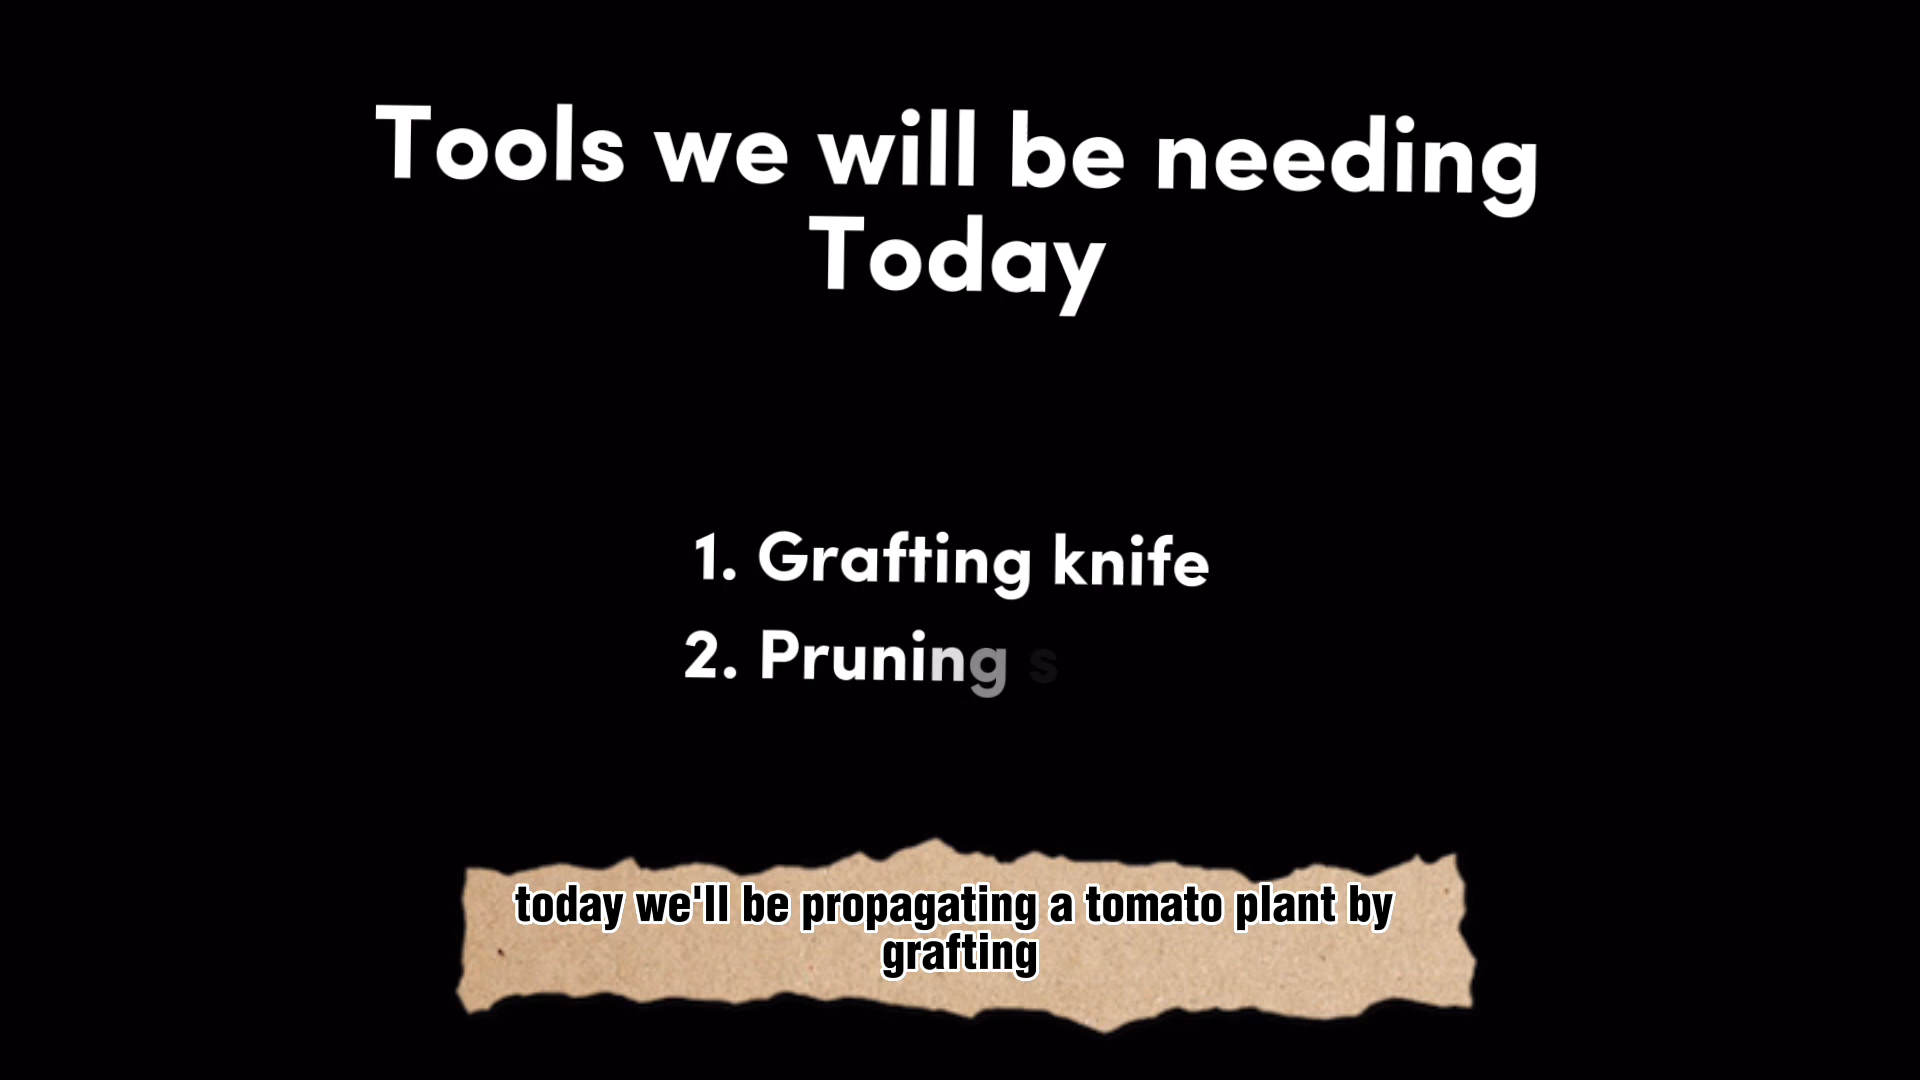 Tools we will be needing
Today
1. Grafting knife
2. Pruning s
today we'll be propagating a tomato plant by
grafting